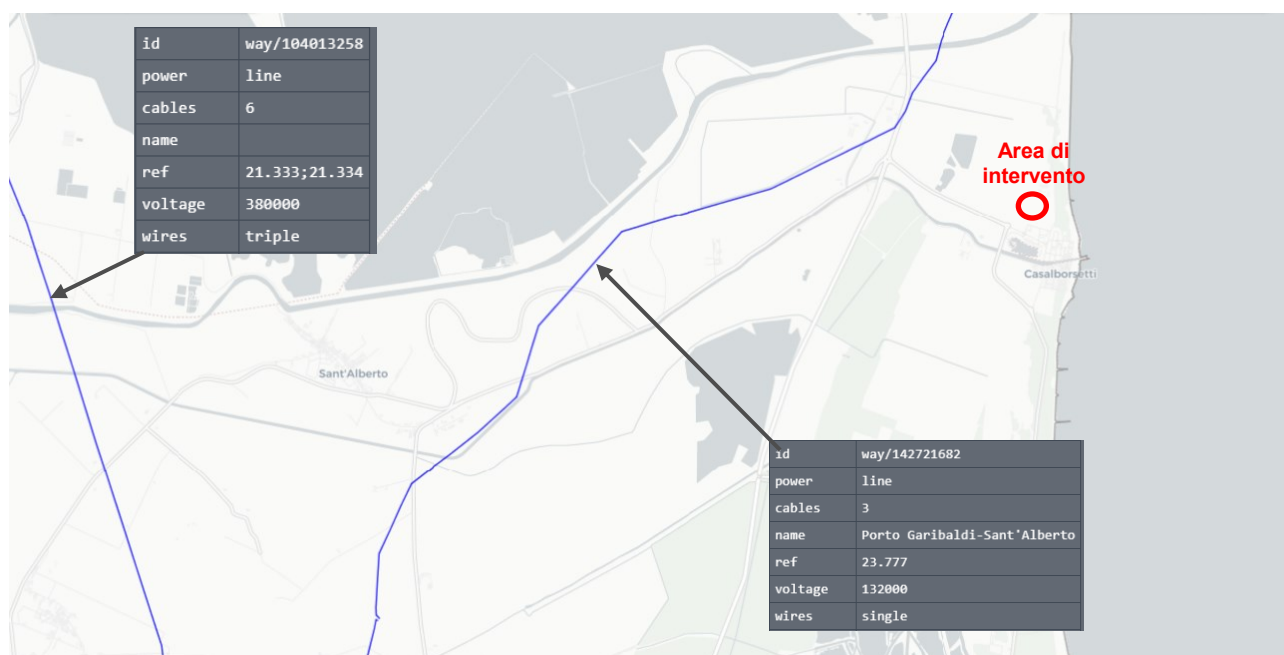 id way/104013258
power line
cables 6
name
ref 21.333;21.334
voltage 380000
wires triple
Area di
intervento
Casalborsetti
Sant'Alberto
id way/142721682
power line
cables 3
name Porto Garibaldi-Sant'Alberto
ref 23.777
voltage 132000
wires single